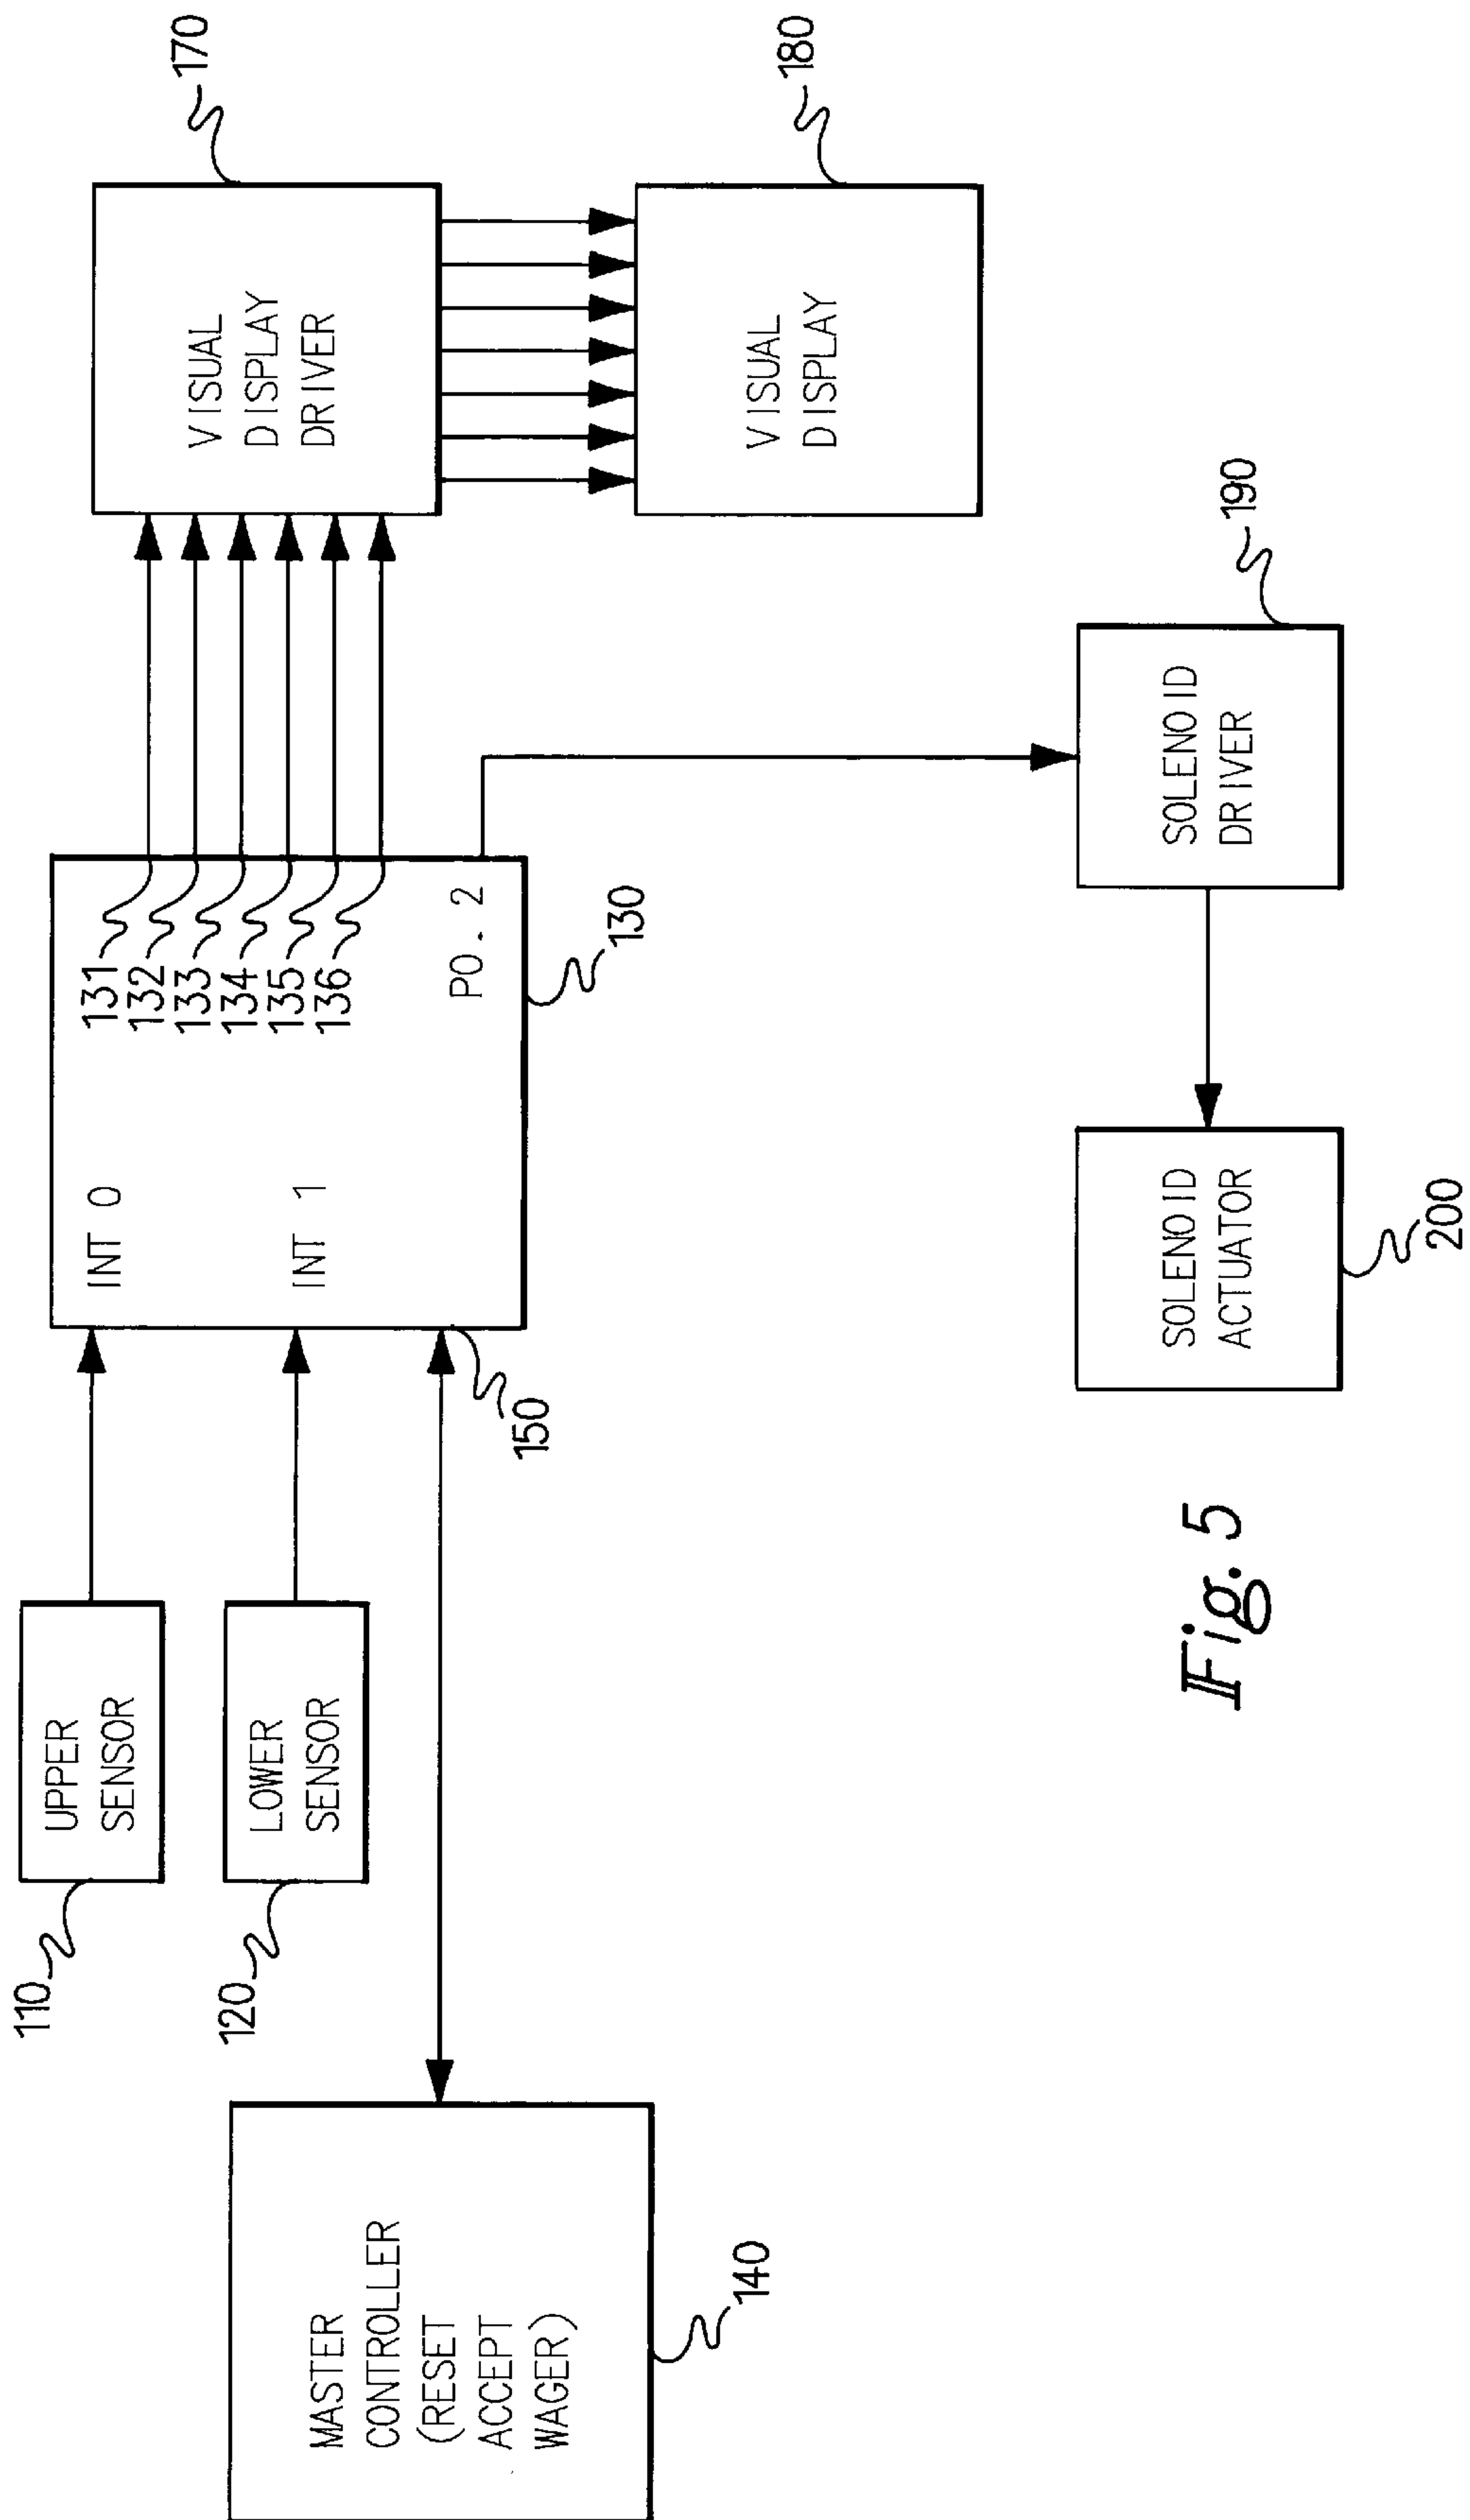 110
UPPER
SENSOR
120
LOWER
SENSOR
MASTER
CONTROLLER
(RESET
ACCEPT
WAGER)
140
INT 0
INT 1
150
131
132
133
134
135
136
PO. 2
130
VISUAL
DISPLAY
DRIVER
170
VISUAL
DISPLAY
180
SOLENOID
DRIVER
190
SOLENOID
ACTUATOR
200
Fig. 5